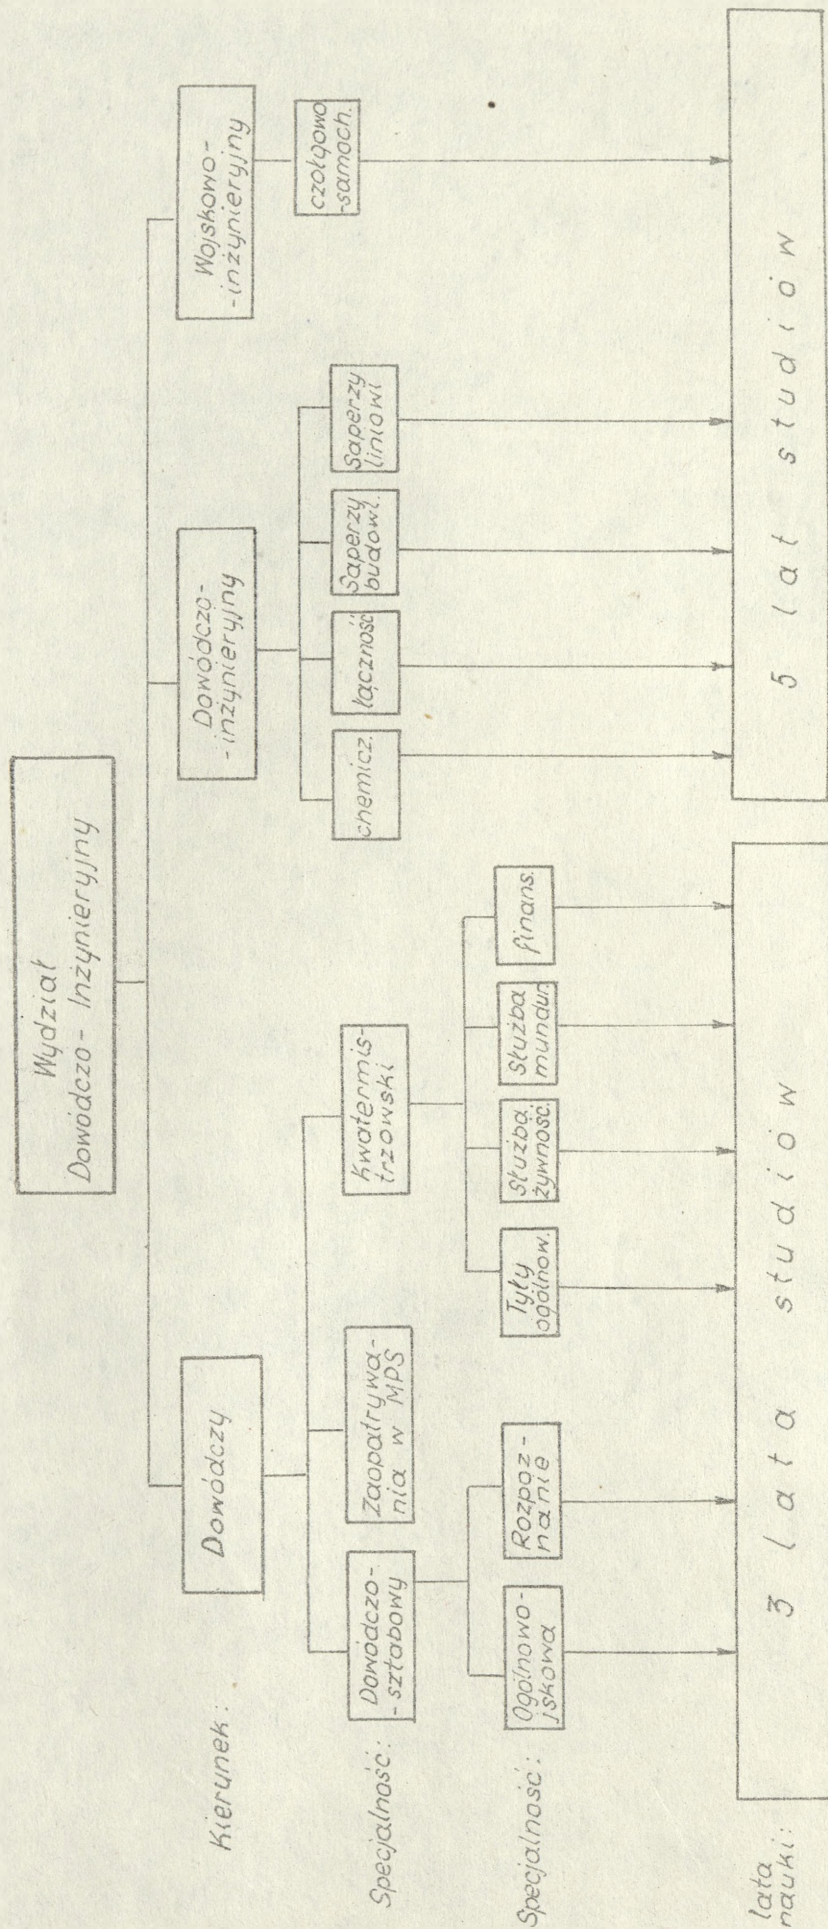 Wydział
Dowódczo- Inżynieryjny
Kierunek:
Dowódczy
Dowódczo-
-inżynieryjny
Wojskowo-
-inżynieryjny
Specjalność:
Dowódczo-
-sztabowy
Zaopatrywa-
nia w MPS
Kwatermis-
trzowski
chemicz.
łączność
Saperzy
budowl.
Saperzy
liniowi
czołgowo
-samoch.
Specjalność:
Ogólnowo-
jskowa
Rozpoz-
nanie
Tyły
ogólnow.
Służba
żywność.
Służba
mundur.
finans.
lata
nauki:
3 lata studiów
5 lat studiów